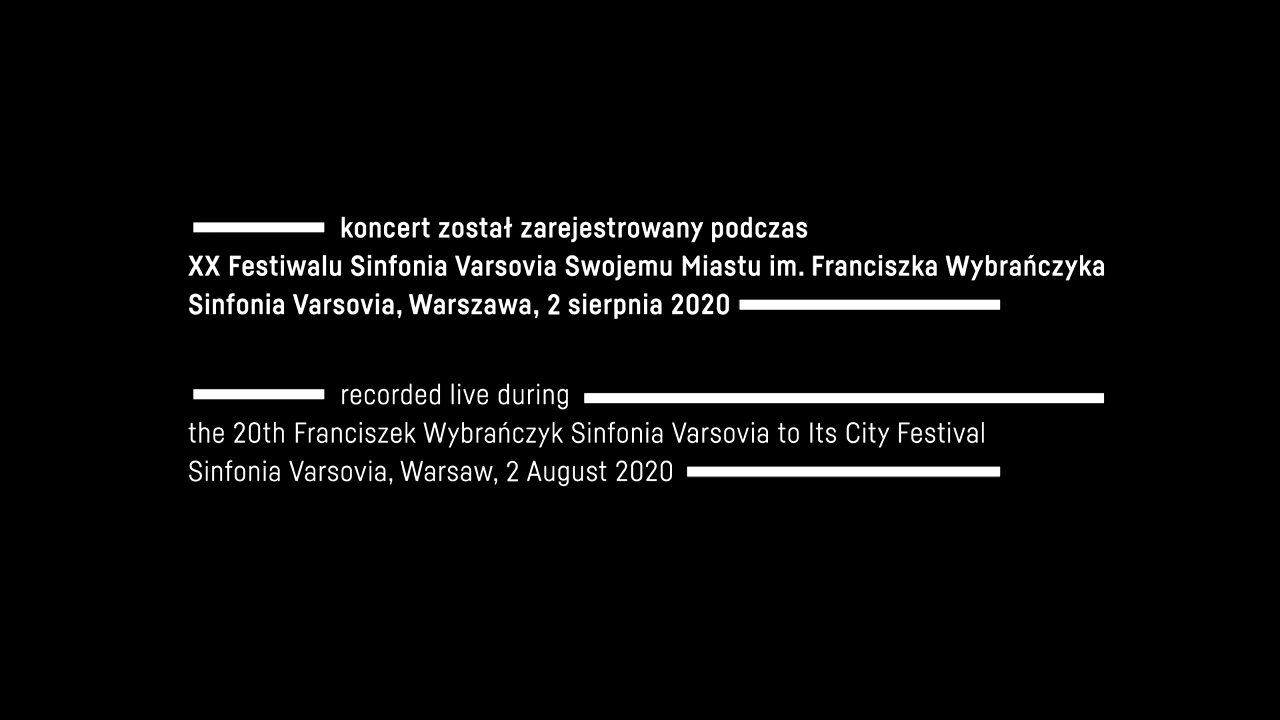 koncert został zarejestrowany podczas
XX Festiwalu Sinfonia Varsovia Swojemu Miastu im. Franciszka Wybrańczyka
Sinfonia Varsovia, Warszawa, 2 sierpnia 2020
recorded live during
the 20th Franciszek Wybrańczyk Sinfonia Varsovia to Its City Festival
Sinfonia Varsovia, Warsaw, 2 August 2020